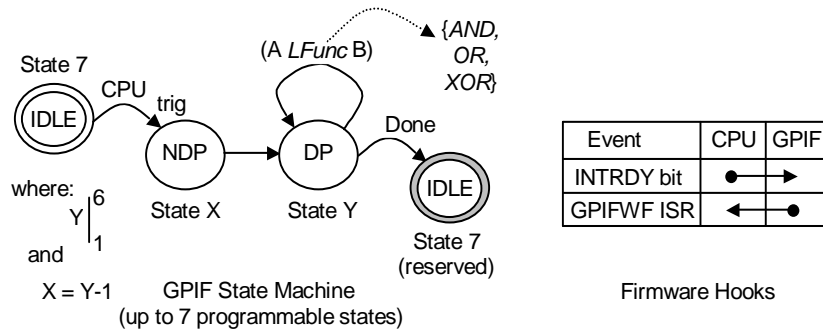 (A LFunc B)
{AND,
OR,
XOR}
State 7
CPU
trig
IDLE
NDP
DP
Done
IDLE
where:
Y|
6
1
and
X = Y-1
State X
State Y
State 7
(reserved)
GPIF State Machine
(up to 7 programmable states)
Event CPU GPIF
INTRDY bit
GPIFWF ISR
Firmware Hooks